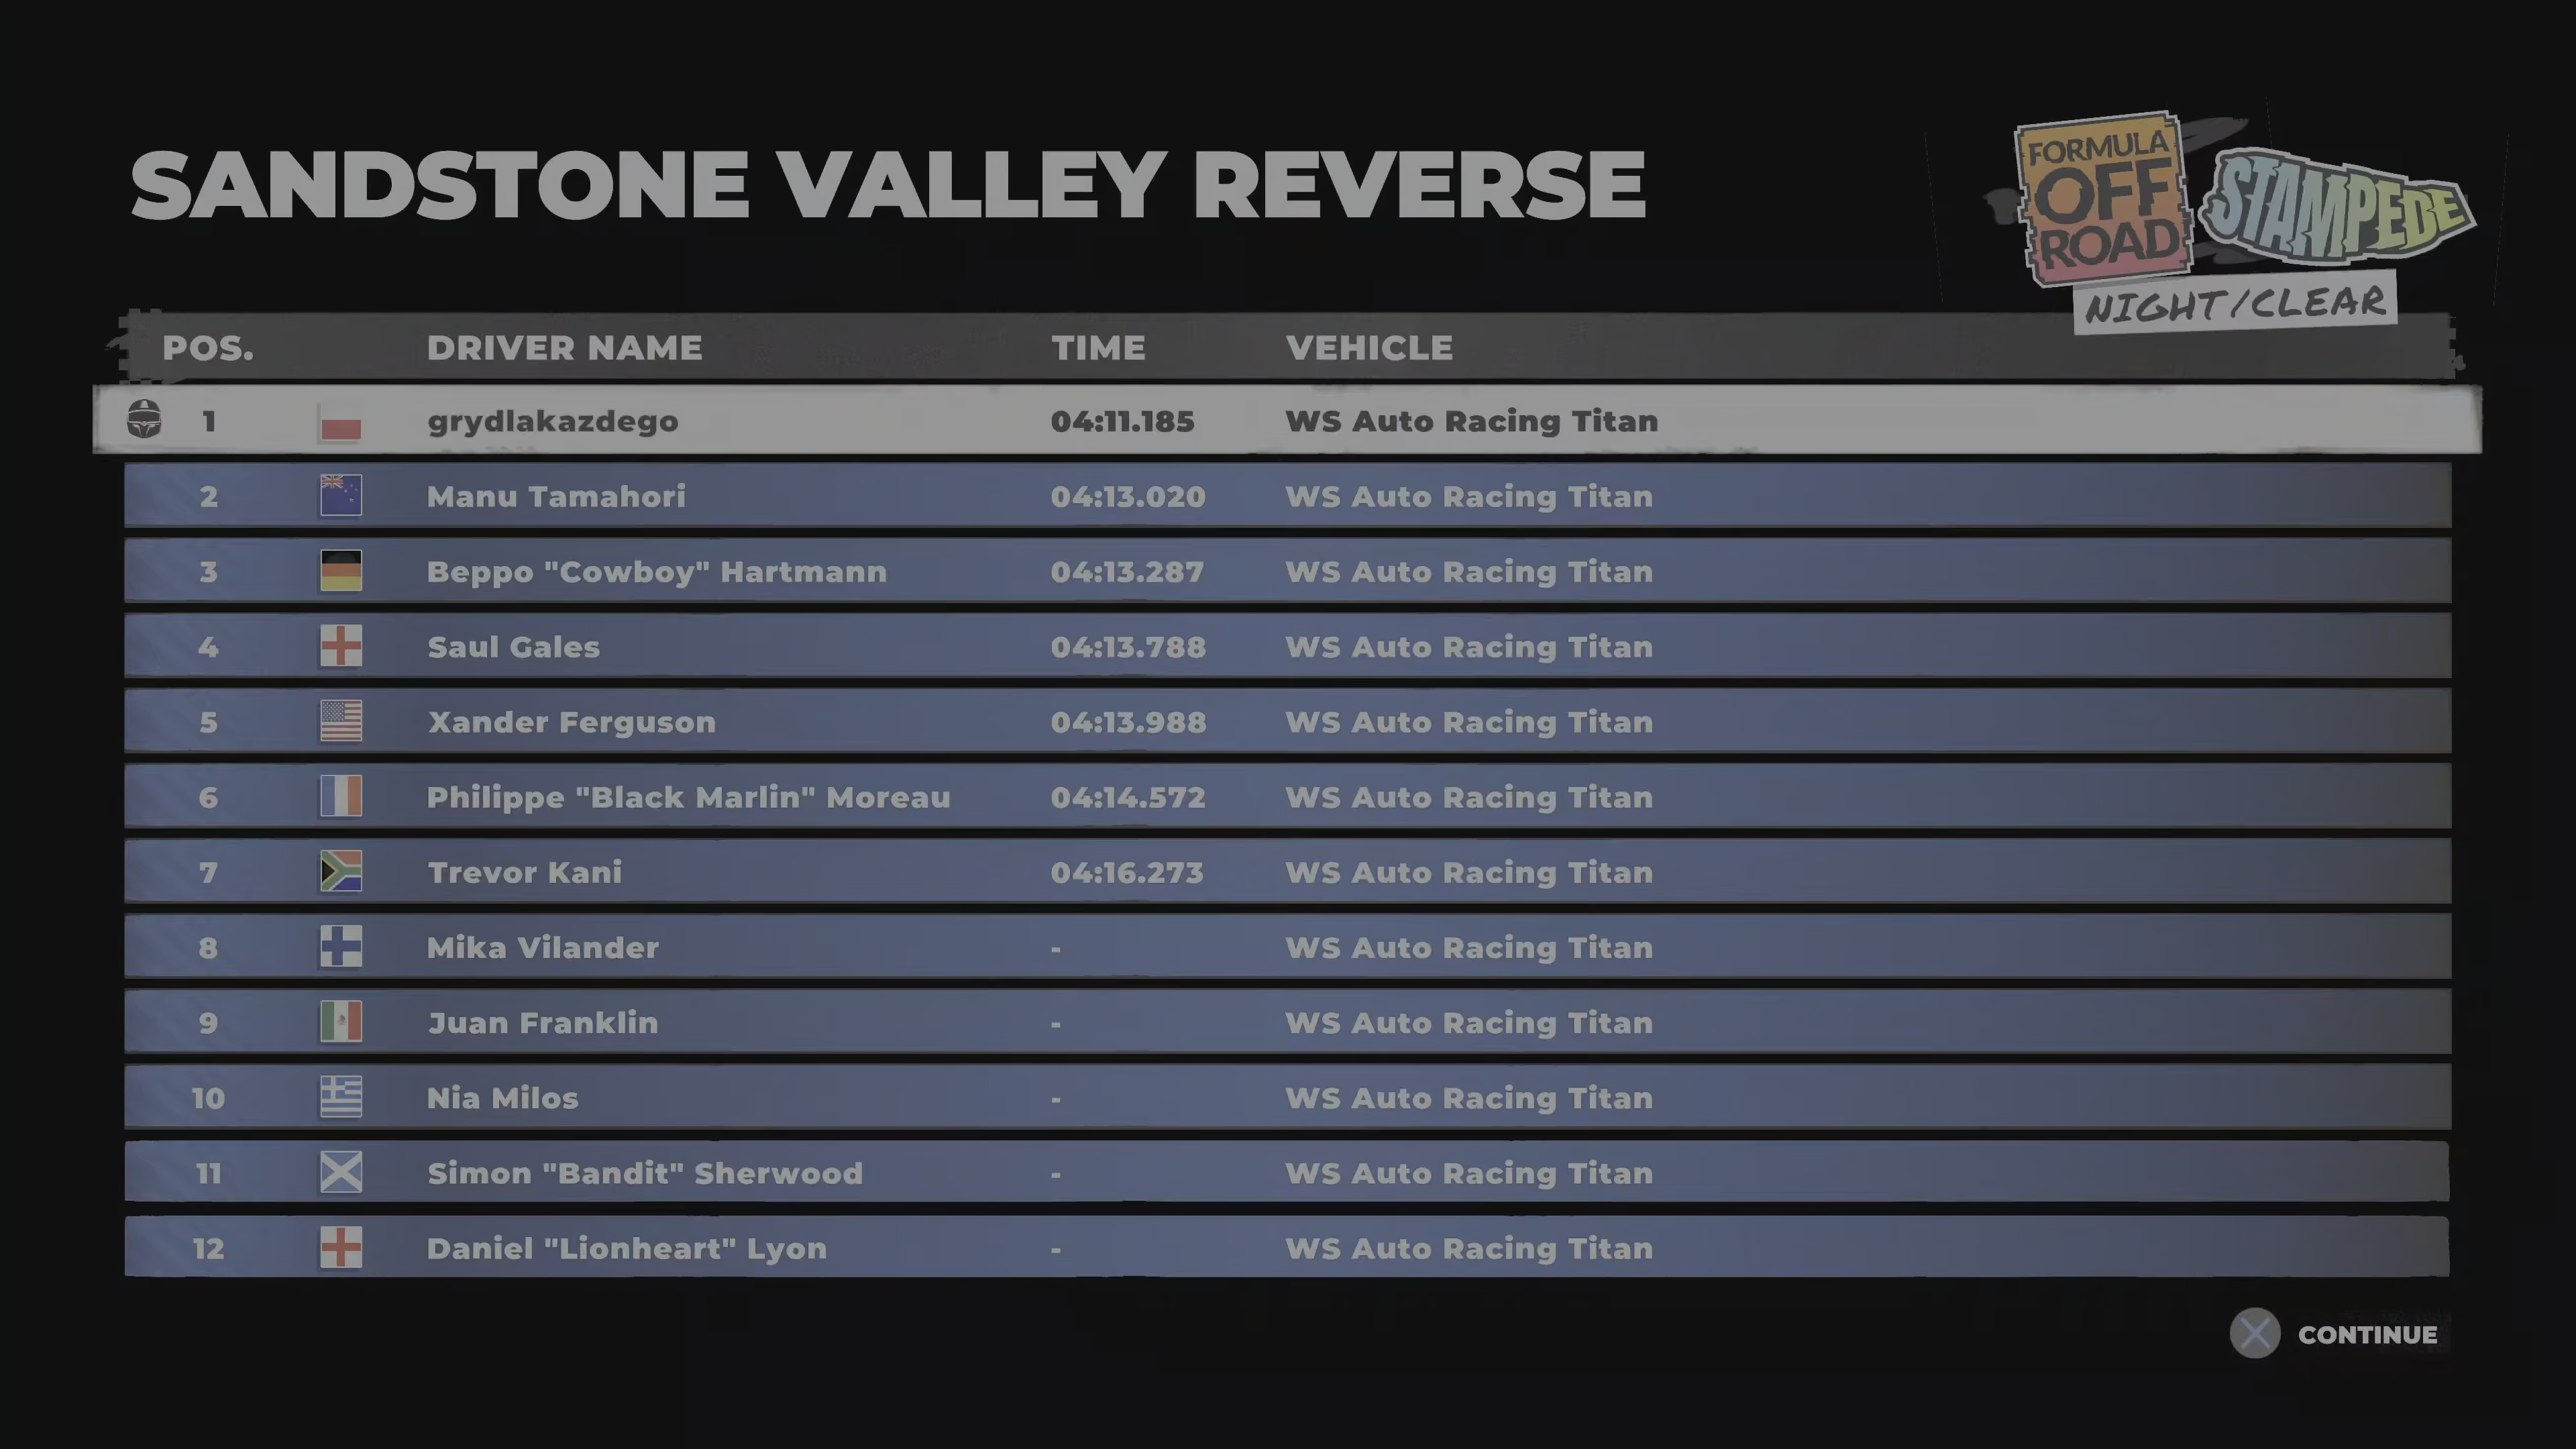 SANDSTONE VALLEY REVERSE
FORMULA
OFF
ROAD
STAMPEDE
NIGHT/CLEAR
POS. DRIVER NAME TIME VEHICLE
1 grydlakazdego 04:11.185 WS Auto Racing Titan
2 Manu Tamahori 04:13.020 WS Auto Racing Titan
3 Beppo "Cowboy" Hartmann 04:13.287 WS Auto Racing Titan
4 Saul Gales 04:13.788 WS Auto Racing Titan
5 Xander Ferguson 04:13.988 WS Auto Racing Titan
6 Philippe "Black Marlin" Moreau 04:14.572 WS Auto Racing Titan
7 Trevor Kani 04:16.273 WS Auto Racing Titan
8 Mika Vilander - WS Auto Racing Titan
9 Juan Franklin - WS Auto Racing Titan
10 Nia Milos - WS Auto Racing Titan
11 Simon "Bandit" Sherwood - WS Auto Racing Titan
12 Daniel "Lionheart" Lyon - WS Auto Racing Titan
CONTINUE